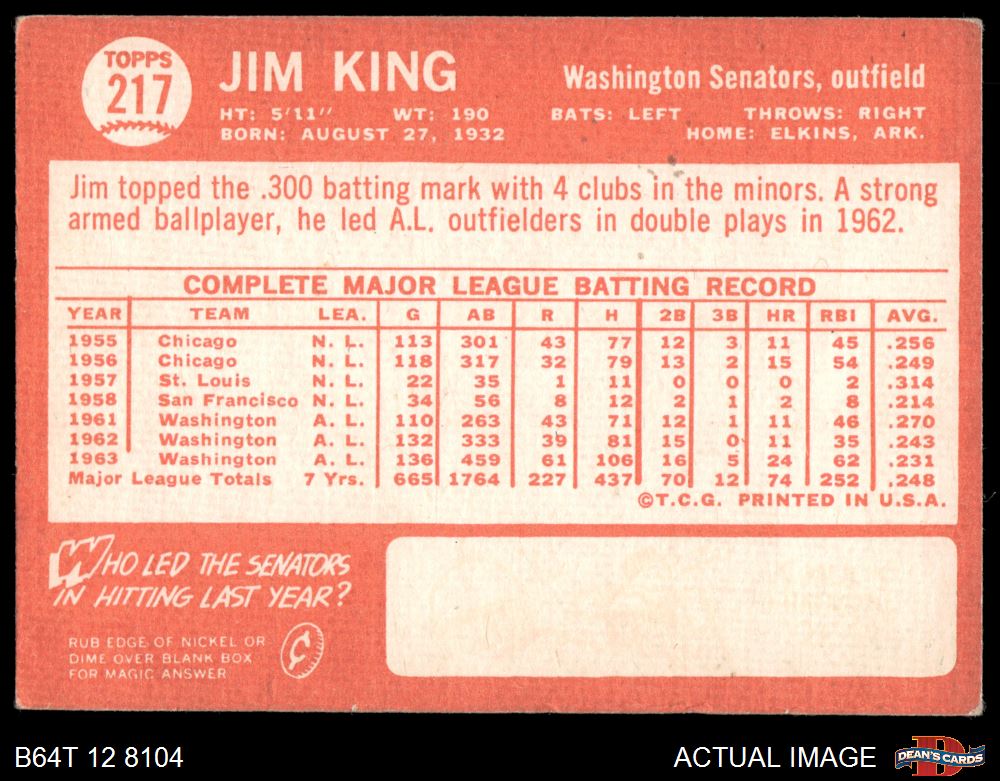 TOPPS
217
JIM KING
Washington Senators, outfield
HT: 5'11" WT: 190 BATS: LEFT THROWS: RIGHT
BORN: AUGUST 27, 1932 HOME: ELKINS, ARK.
Jim topped the .300 batting mark with 4 clubs in the minors. A strong
armed ballplayer, he led A.L. outfielders in double plays in 1962.
COMPLETE MAJOR LEAGUE BATTING RECORD
YEAR TEAM LEA. G AB R H 2B 3B HR RBI AVG.
1955 Chicago N. L. 113 301 43 77 12 3 11 45 .256
1956 Chicago N. L. 118 317 32 79 13 2 15 54 .249
1957 St. Louis N. L. 22 35 1 11 0 0 0 2 .314
1958 San Francisco N. L. 34 56 8 12 2 1 2 8 .214
1961 Washington A. L. 110 263 43 71 12 1 11 46 .270
1962 Washington A. L. 132 333 39 81 15 0 11 35 .243
1963 Washington A. L. 136 459 61 106 16 5 24 62 .231
Major League Totals 7 Yrs. 665 1764 227 437 70 12 74 252 .248
©T.C.G. PRINTED IN U.S.A.
WHO LED THE SENATORS
IN HITTING LAST YEAR?
RUB EDGE OF NICKEL OR
DIME OVER BLANK BOX
FOR MAGIC ANSWER
¢
B64T 12 8104
ACTUAL IMAGE
D
DEAN'S CARDS